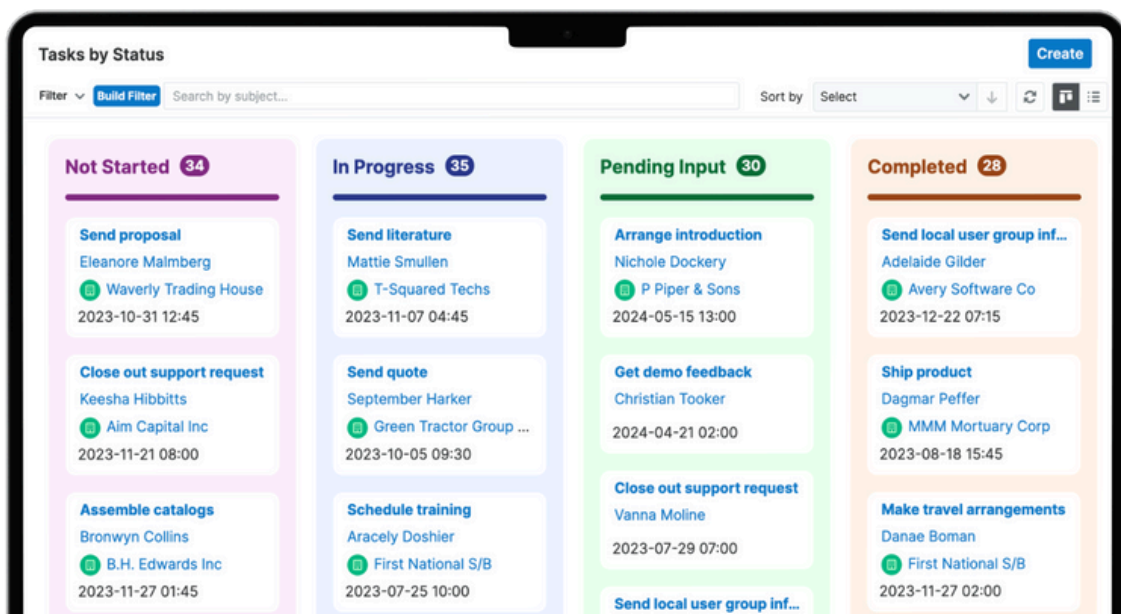 Tasks by Status
Create
Filter
Build Filter
Search by subject...
Sort by
Select
Not Started 34
Send proposal
Eleanore Malmberg
Waverly Trading House
2023-10-31 12:45
Close out support request
Keesha Hibbitts
Aim Capital Inc
2023-11-21 08:00
Assemble catalogs
Bronwyn Collins
B.H. Edwards Inc
2023-11-27 01:45
In Progress 35
Send literature
Mattie Smullen
T-Squared Techs
2023-11-07 04:45
Send quote
September Harker
Green Tractor Group ...
2023-10-05 09:30
Schedule training
Aracely Doshier
First National S/B
2023-07-25 10:00
Pending Input 30
Arrange introduction
Nichole Dockery
P Piper & Sons
2024-05-15 13:00
Get demo feedback
Christian Tooker
2024-04-21 02:00
Close out support request
Vanna Moline
2023-07-29 07:00
Send local user group inf...
Completed 28
Send local user group inf...
Adelaide Gilder
Avery Software Co
2023-12-22 07:15
Ship product
Dagmar Peffer
MMM Mortuary Corp
2023-08-18 15:45
Make travel arrangements
Danae Boman
First National S/B
2023-11-27 02:00